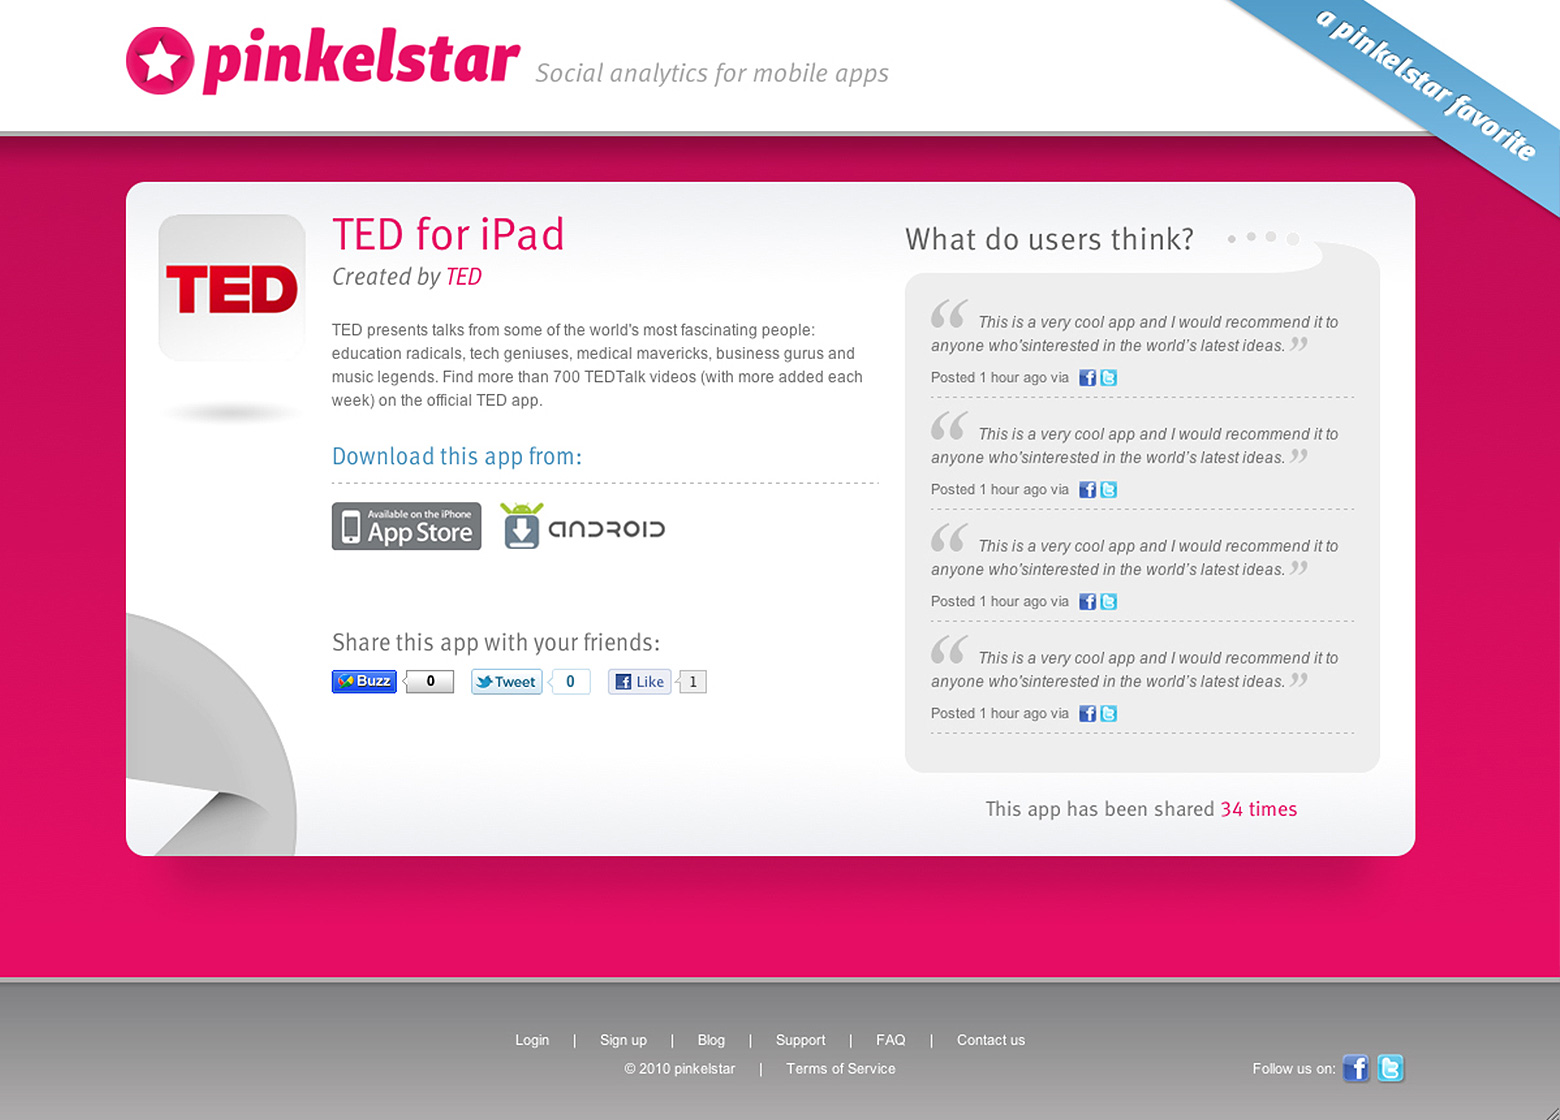 pinkelstar Social analytics for mobile apps
a pinkelstar favorite
TED
TED for iPad
Created by TED
TED presents talks from some of the world's most fascinating people:
education radicals, tech geniuses, medical mavericks, business gurus and
music legends. Find more than 700 TEDTalk videos (with more added each
week) on the official TED app.
Download this app from:
Available on the iPhone
App Store
ANDROID
Share this app with your friends:
Buzz 0 Tweet 0 f Like 1
What do users think?
“ This is a very cool app and I would recommend it to
anyone who'sinterested in the world's latest ideas. ”
Posted 1 hour ago via f t
“ This is a very cool app and I would recommend it to
anyone who'sinterested in the world's latest ideas. ”
Posted 1 hour ago via f t
“ This is a very cool app and I would recommend it to
anyone who'sinterested in the world's latest ideas. ”
Posted 1 hour ago via f t
“ This is a very cool app and I would recommend it to
anyone who'sinterested in the world's latest ideas. ”
Posted 1 hour ago via f t
This app has been shared 34 times
Login | Sign up | Blog | Support | FAQ | Contact us
© 2010 pinkelstar | Terms of Service
Follow us on: f t